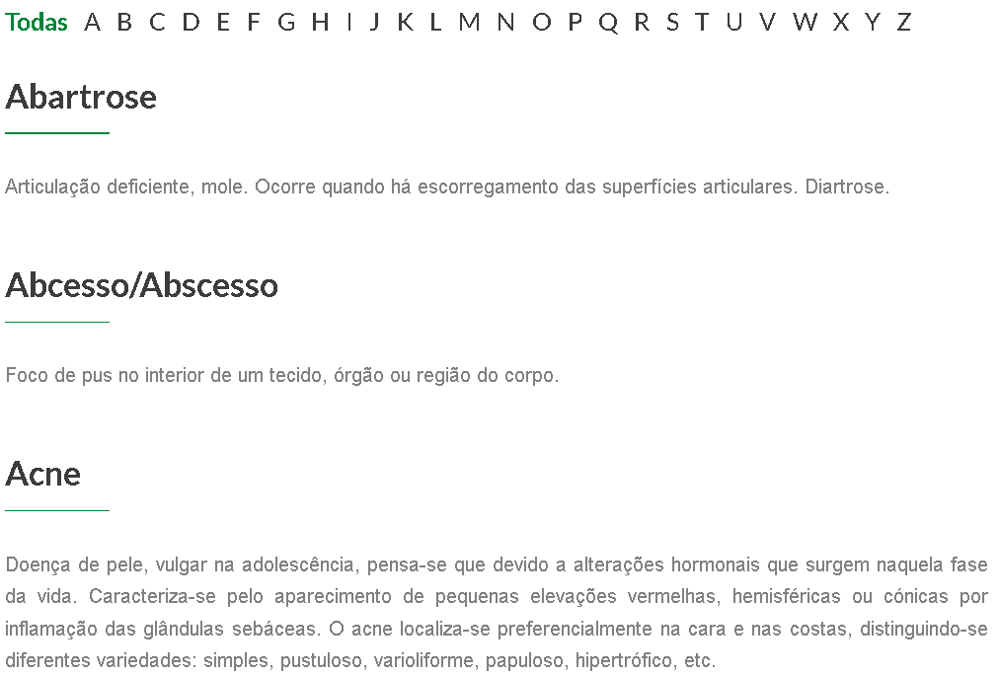 Todas A B C D E F G H I J K L M N O P Q R S T U V W X Y Z
Abartrose
Articulação deficiente, mole. Ocorre quando há escorregamento das superfícies articulares. Diartrose.
Abcesso/Abscesso
Foco de pus no interior de um tecido, órgão ou região do corpo.
Acne
Doença de pele, vulgar na adolescência, pensa-se que devido a alterações hormonais que surgem naquela fase
da vida. Caracteriza-se pelo aparecimento de pequenas elevações vermelhas, hemisféricas ou cónicas por
inflamação das glândulas sebáceas. O acne localiza-se preferencialmente na cara e nas costas, distinguindo-se
diferentes variedades: simples, pustuloso, varioliforme, papuloso, hipertrófico, etc.